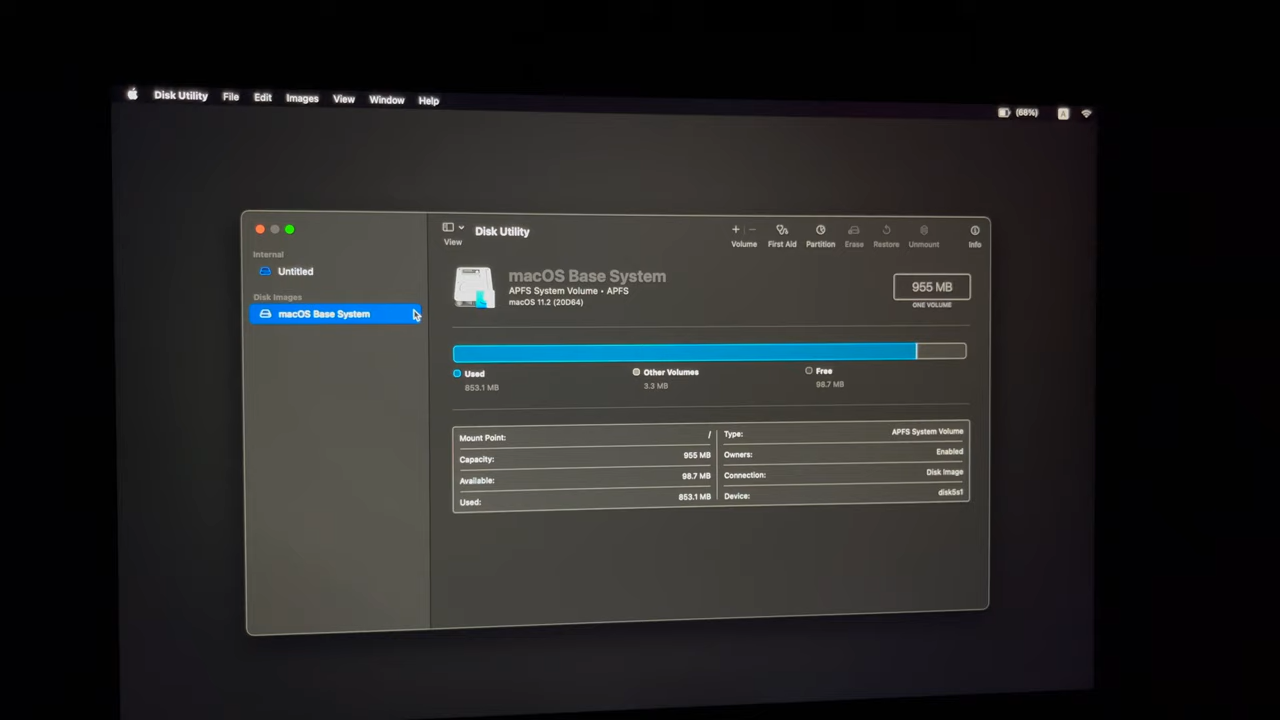 Disk Utility File Edit Images View Window Help (68%) A
View Disk Utility Volume First Aid Partition Erase Restore Unmount Info
Internal
Untitled
Disk Images
macOS Base System
macOS Base System
APFS System Volume • APFS
macOS 11.2 (20D64)
955 MB
ONE VOLUME
Used Other Volumes Free
853.1 MB 3.3 MB 98.7 MB
Mount Point: / Type: APFS System Volume
Capacity: 955 MB Owners: Enabled
Available: 98.7 MB Connection: Disk Image
Used: 853.1 MB Device: disk5s1